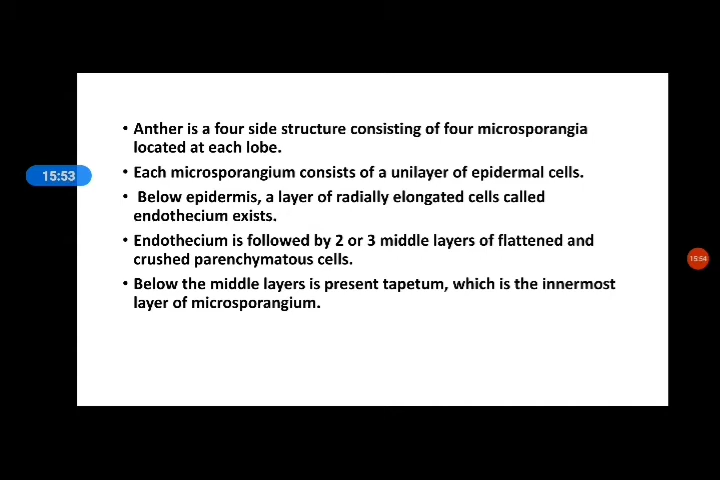 • Anther is a four side structure consisting of four microsporangia
located at each lobe.
• Each microsporangium consists of a unilayer of epidermal cells.
15:53
• Below epidermis, a layer of radially elongated cells called
endothecium exists.
• Endothecium is followed by 2 or 3 middle layers of flattened and
crushed parenchymatous cells.
15:54
• Below the middle layers is present tapetum, which is the innermost
layer of microsporangium.